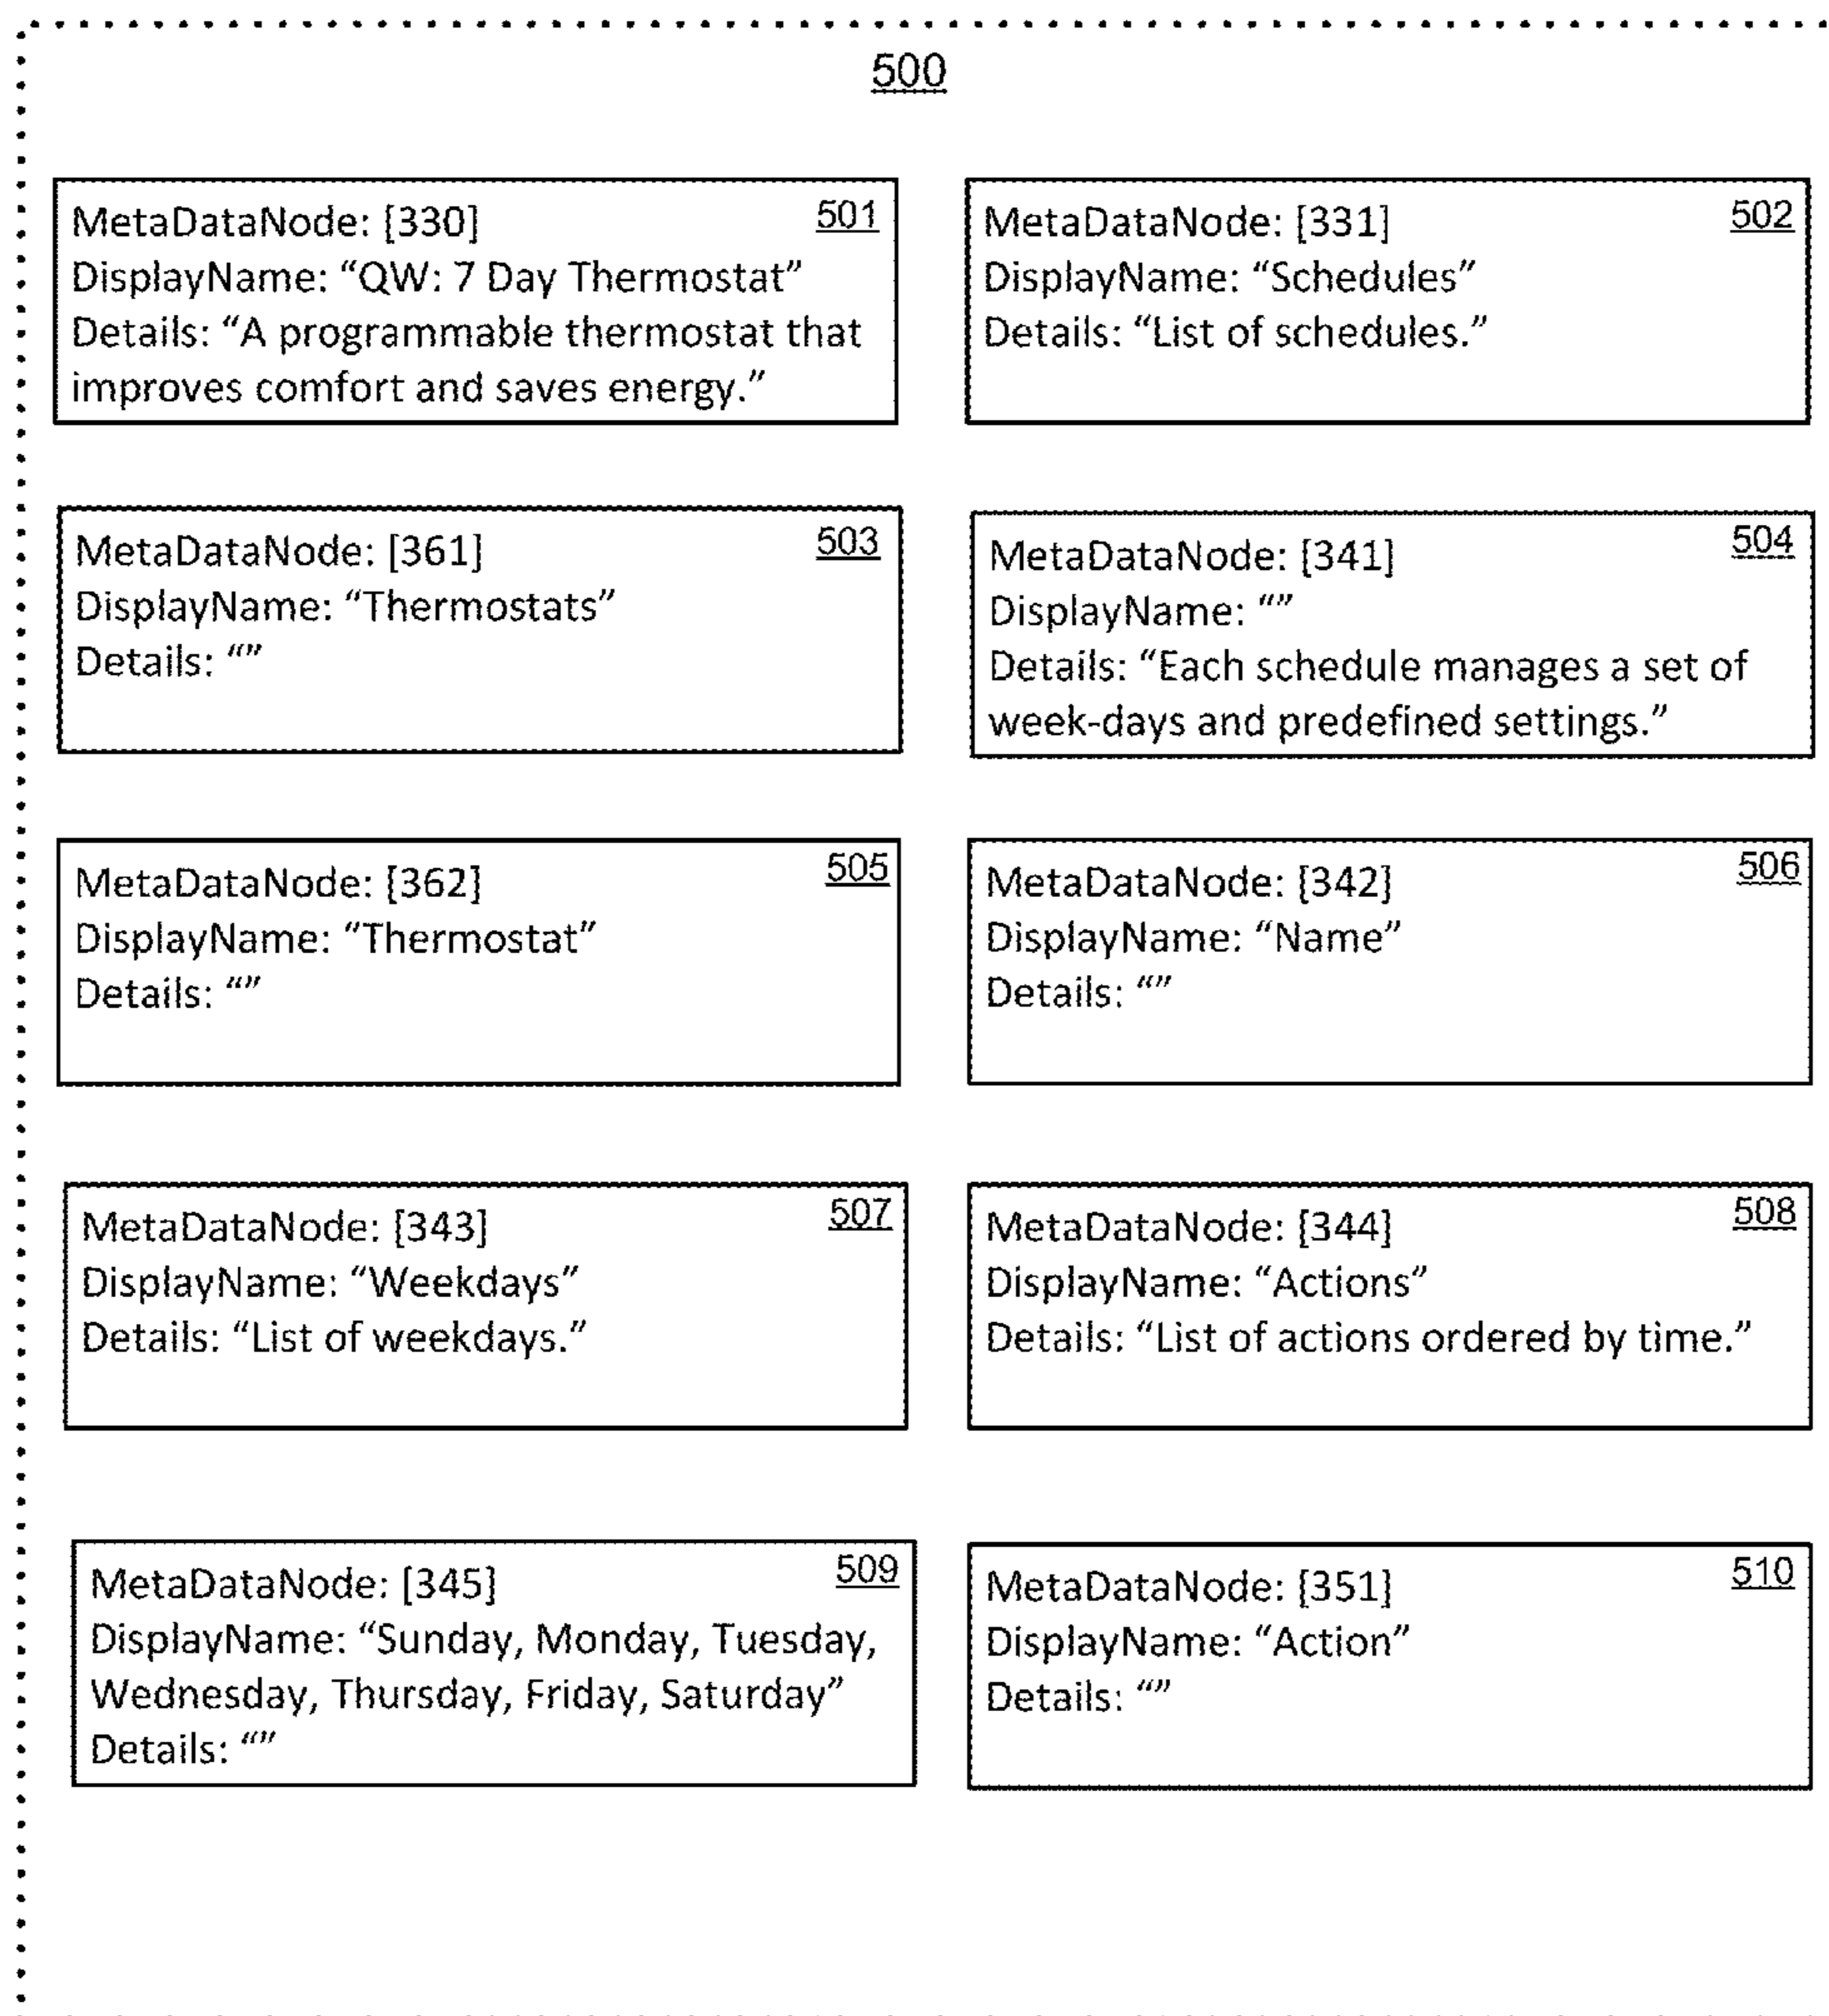 500
MetaDataNode: [330] 501
DisplayName: “QW: 7 Day Thermostat”
Details: “A programmable thermostat that
improves comfort and saves energy.”
MetaDataNode: [331] 502
DisplayName: “Schedules”
Details: “List of schedules.”
MetaDataNode: [361] 503
DisplayName: “Thermostats”
Details: “”
MetaDataNode: [341] 504
DisplayName: “”
Details: “Each schedule manages a set of
week-days and predefined settings.”
MetaDataNode: [362] 505
DisplayName: “Thermostat”
Details: “”
MetaDataNode: [342] 506
DisplayName: “Name”
Details: “”
MetaDataNode: [343] 507
DisplayName: “Weekdays”
Details: “List of weekdays.”
MetaDataNode: [344] 508
DisplayName: “Actions”
Details: “List of actions ordered by time.”
MetaDataNode: [345] 509
DisplayName: “Sunday, Monday, Tuesday,
Wednesday, Thursday, Friday, Saturday”
Details: “”
MetaDataNode: [351] 510
DisplayName: “Action”
Details: “”